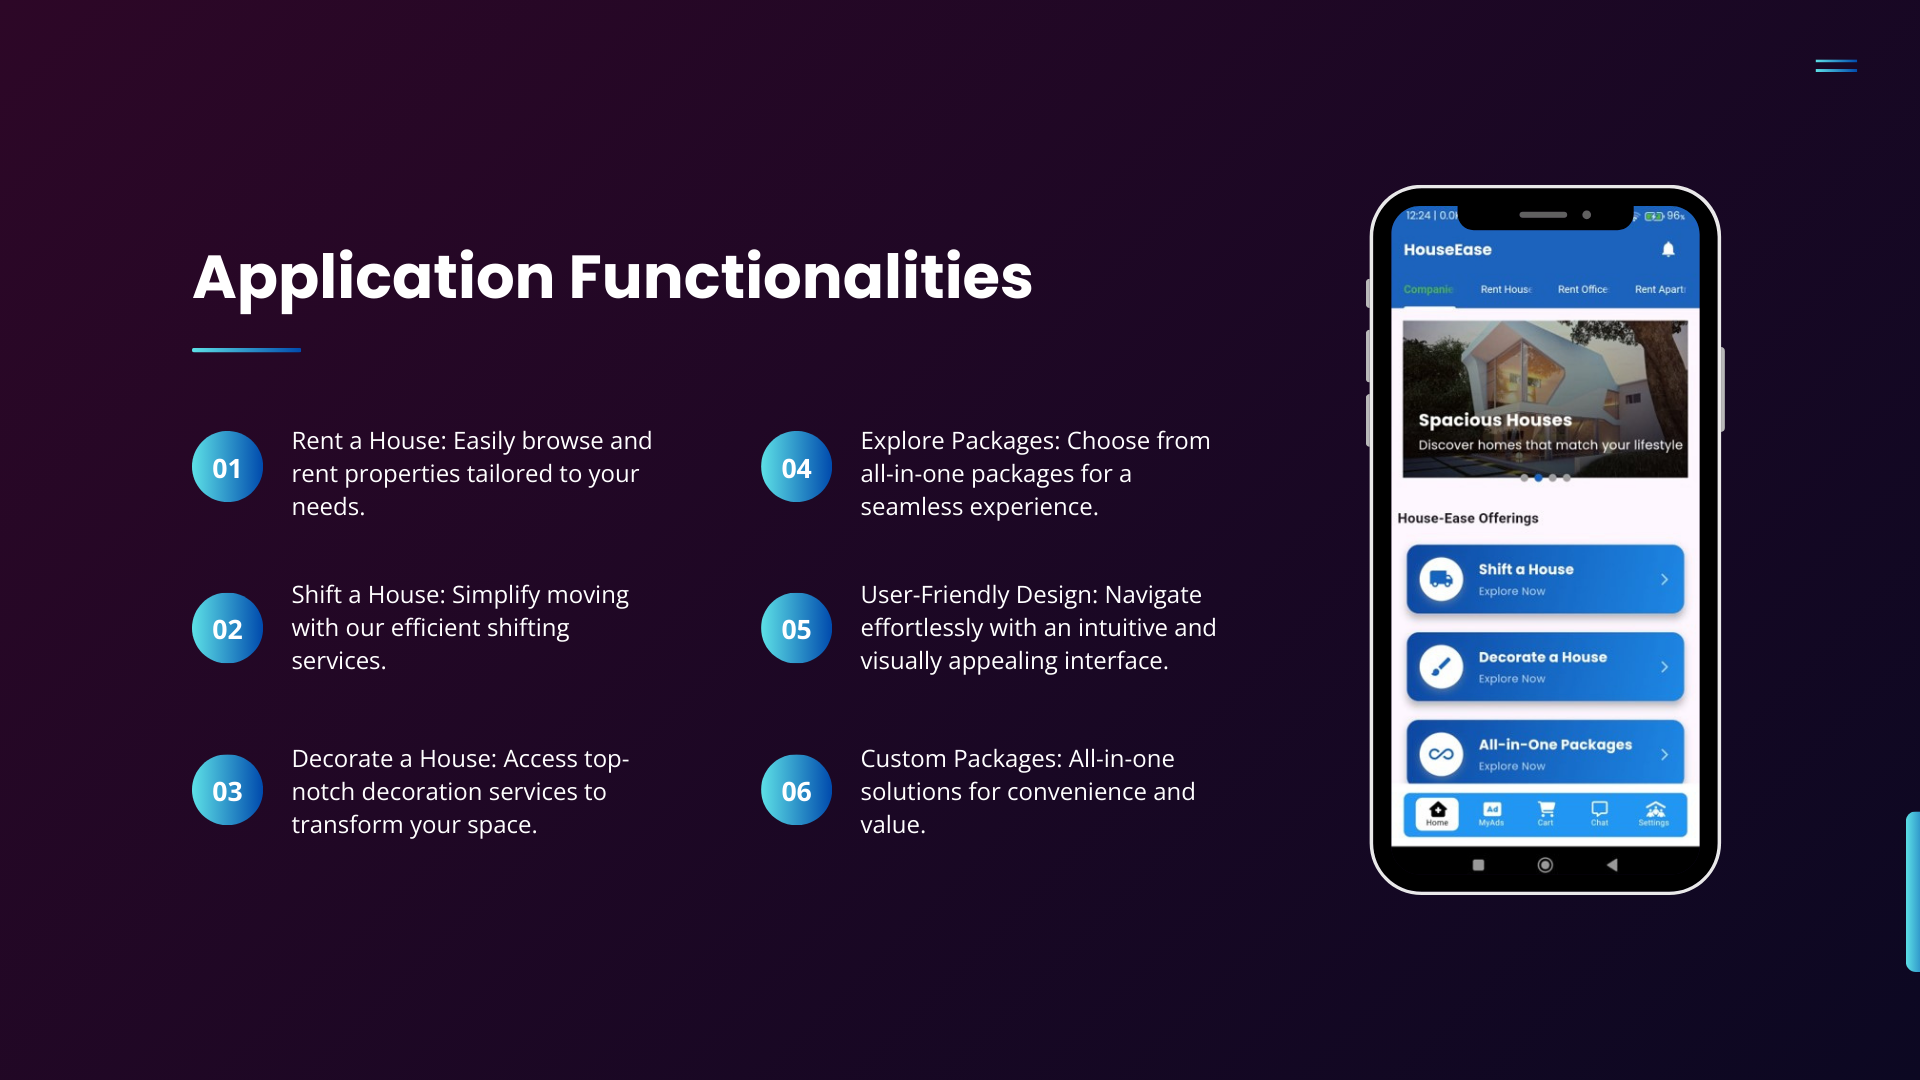 Application Functionalities
01
Rent a House: Easily browse and
rent properties tailored to your
needs.
02
Shift a House: Simplify moving
with our efficient shifting
services.
03
Decorate a House: Access top-
notch decoration services to
transform your space.
04
Explore Packages: Choose from
all-in-one packages for a
seamless experience.
05
User-Friendly Design: Navigate
effortlessly with an intuitive and
visually appealing interface.
06
Custom Packages: All-in-one
solutions for convenience and
value.
12:24 | 0.0 96%
HouseEase
Companie Rent House Rent Office Rent Apart
Spacious Houses
Discover homes that match your lifestyle
House-Ease Offerings
Shift a House
Explore Now
Decorate a House
Explore Now
All-in-One Packages
Explore Now
Ad
Home MyAds Cart Chat Settings